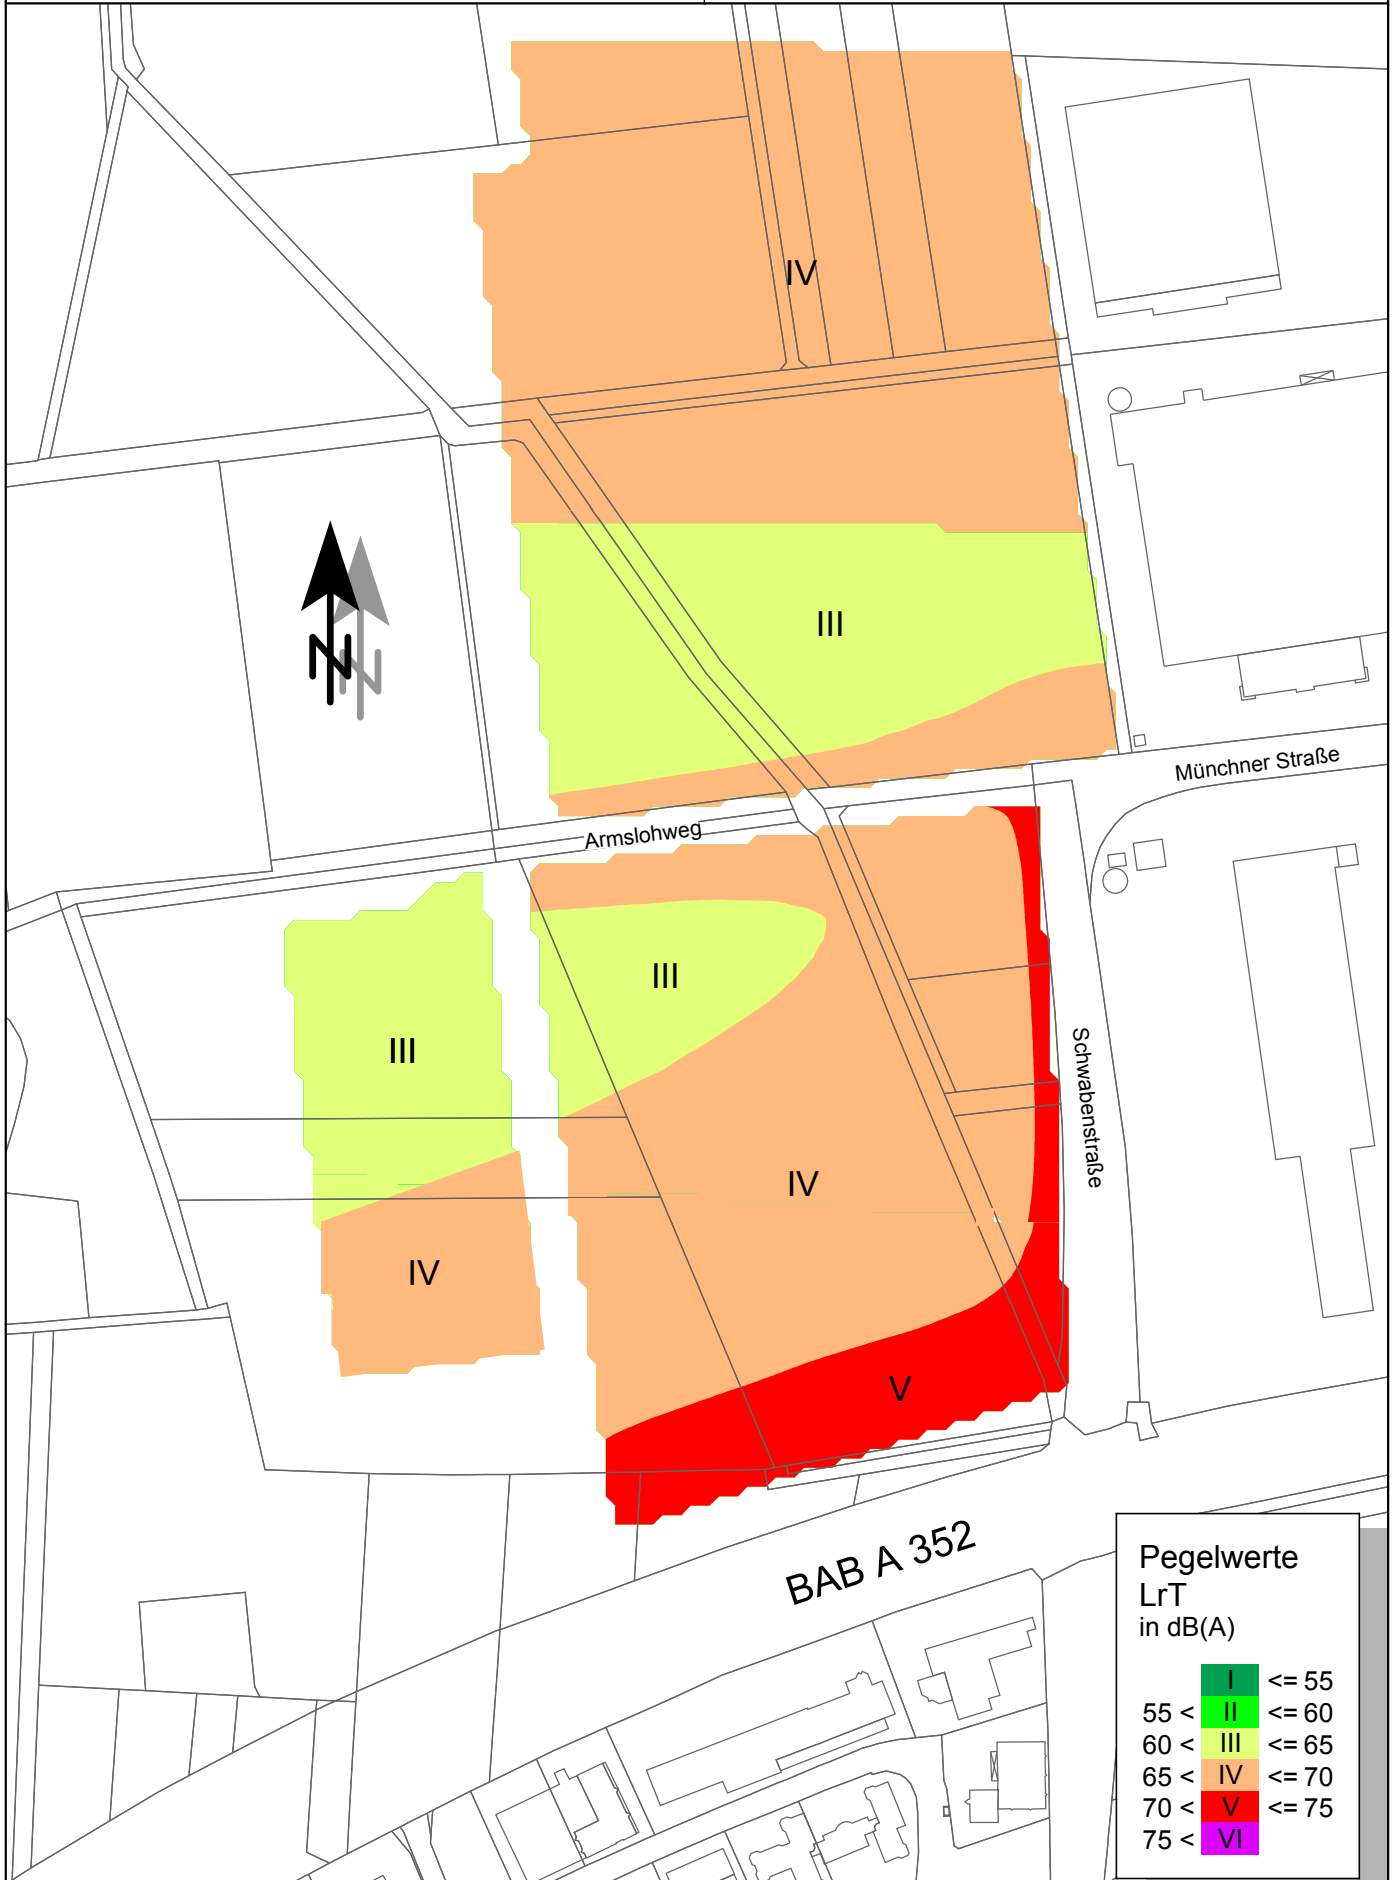 IV
III
N
Münchner Straße
Armslohweg
III
III
Schwabenstraße
IV
IV
V
BAB A 352
Pegelwerte
LrT
in dB(A)
I <= 55
55 < II <= 60
60 < III <= 65
65 < IV <= 70
70 < V <= 75
75 < VI